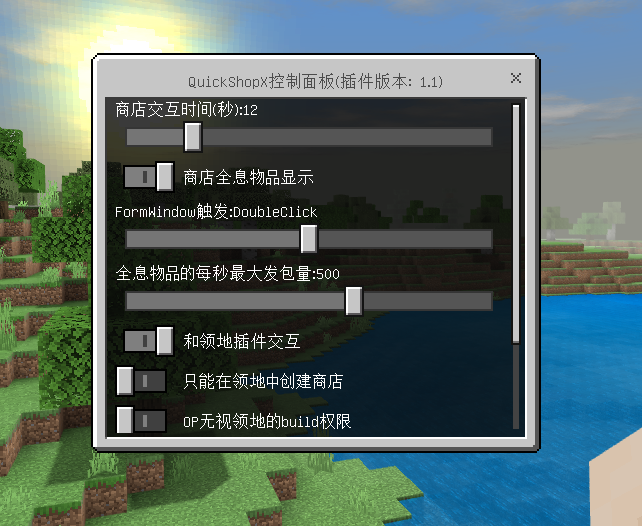 QuickShopX控制面板(插件版本: 1.1)
商店交互时间(秒):12
商店全息物品显示
FormWindow触发:DoubleClick
全息物品的每秒最大发包量:500
和领地插件交互
只能在领地中创建商店
OP无视领地的build权限